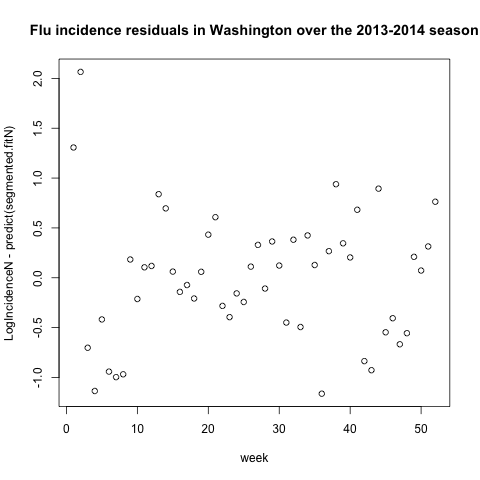 Flu incidence residuals in Washington over the 2013-2014 season
LogIncidenceN - predict(segmented.fitN)
2.0
1.5
1.0
0.5
0.0
-0.5
-1.0
0 10 20 30 40 50
week